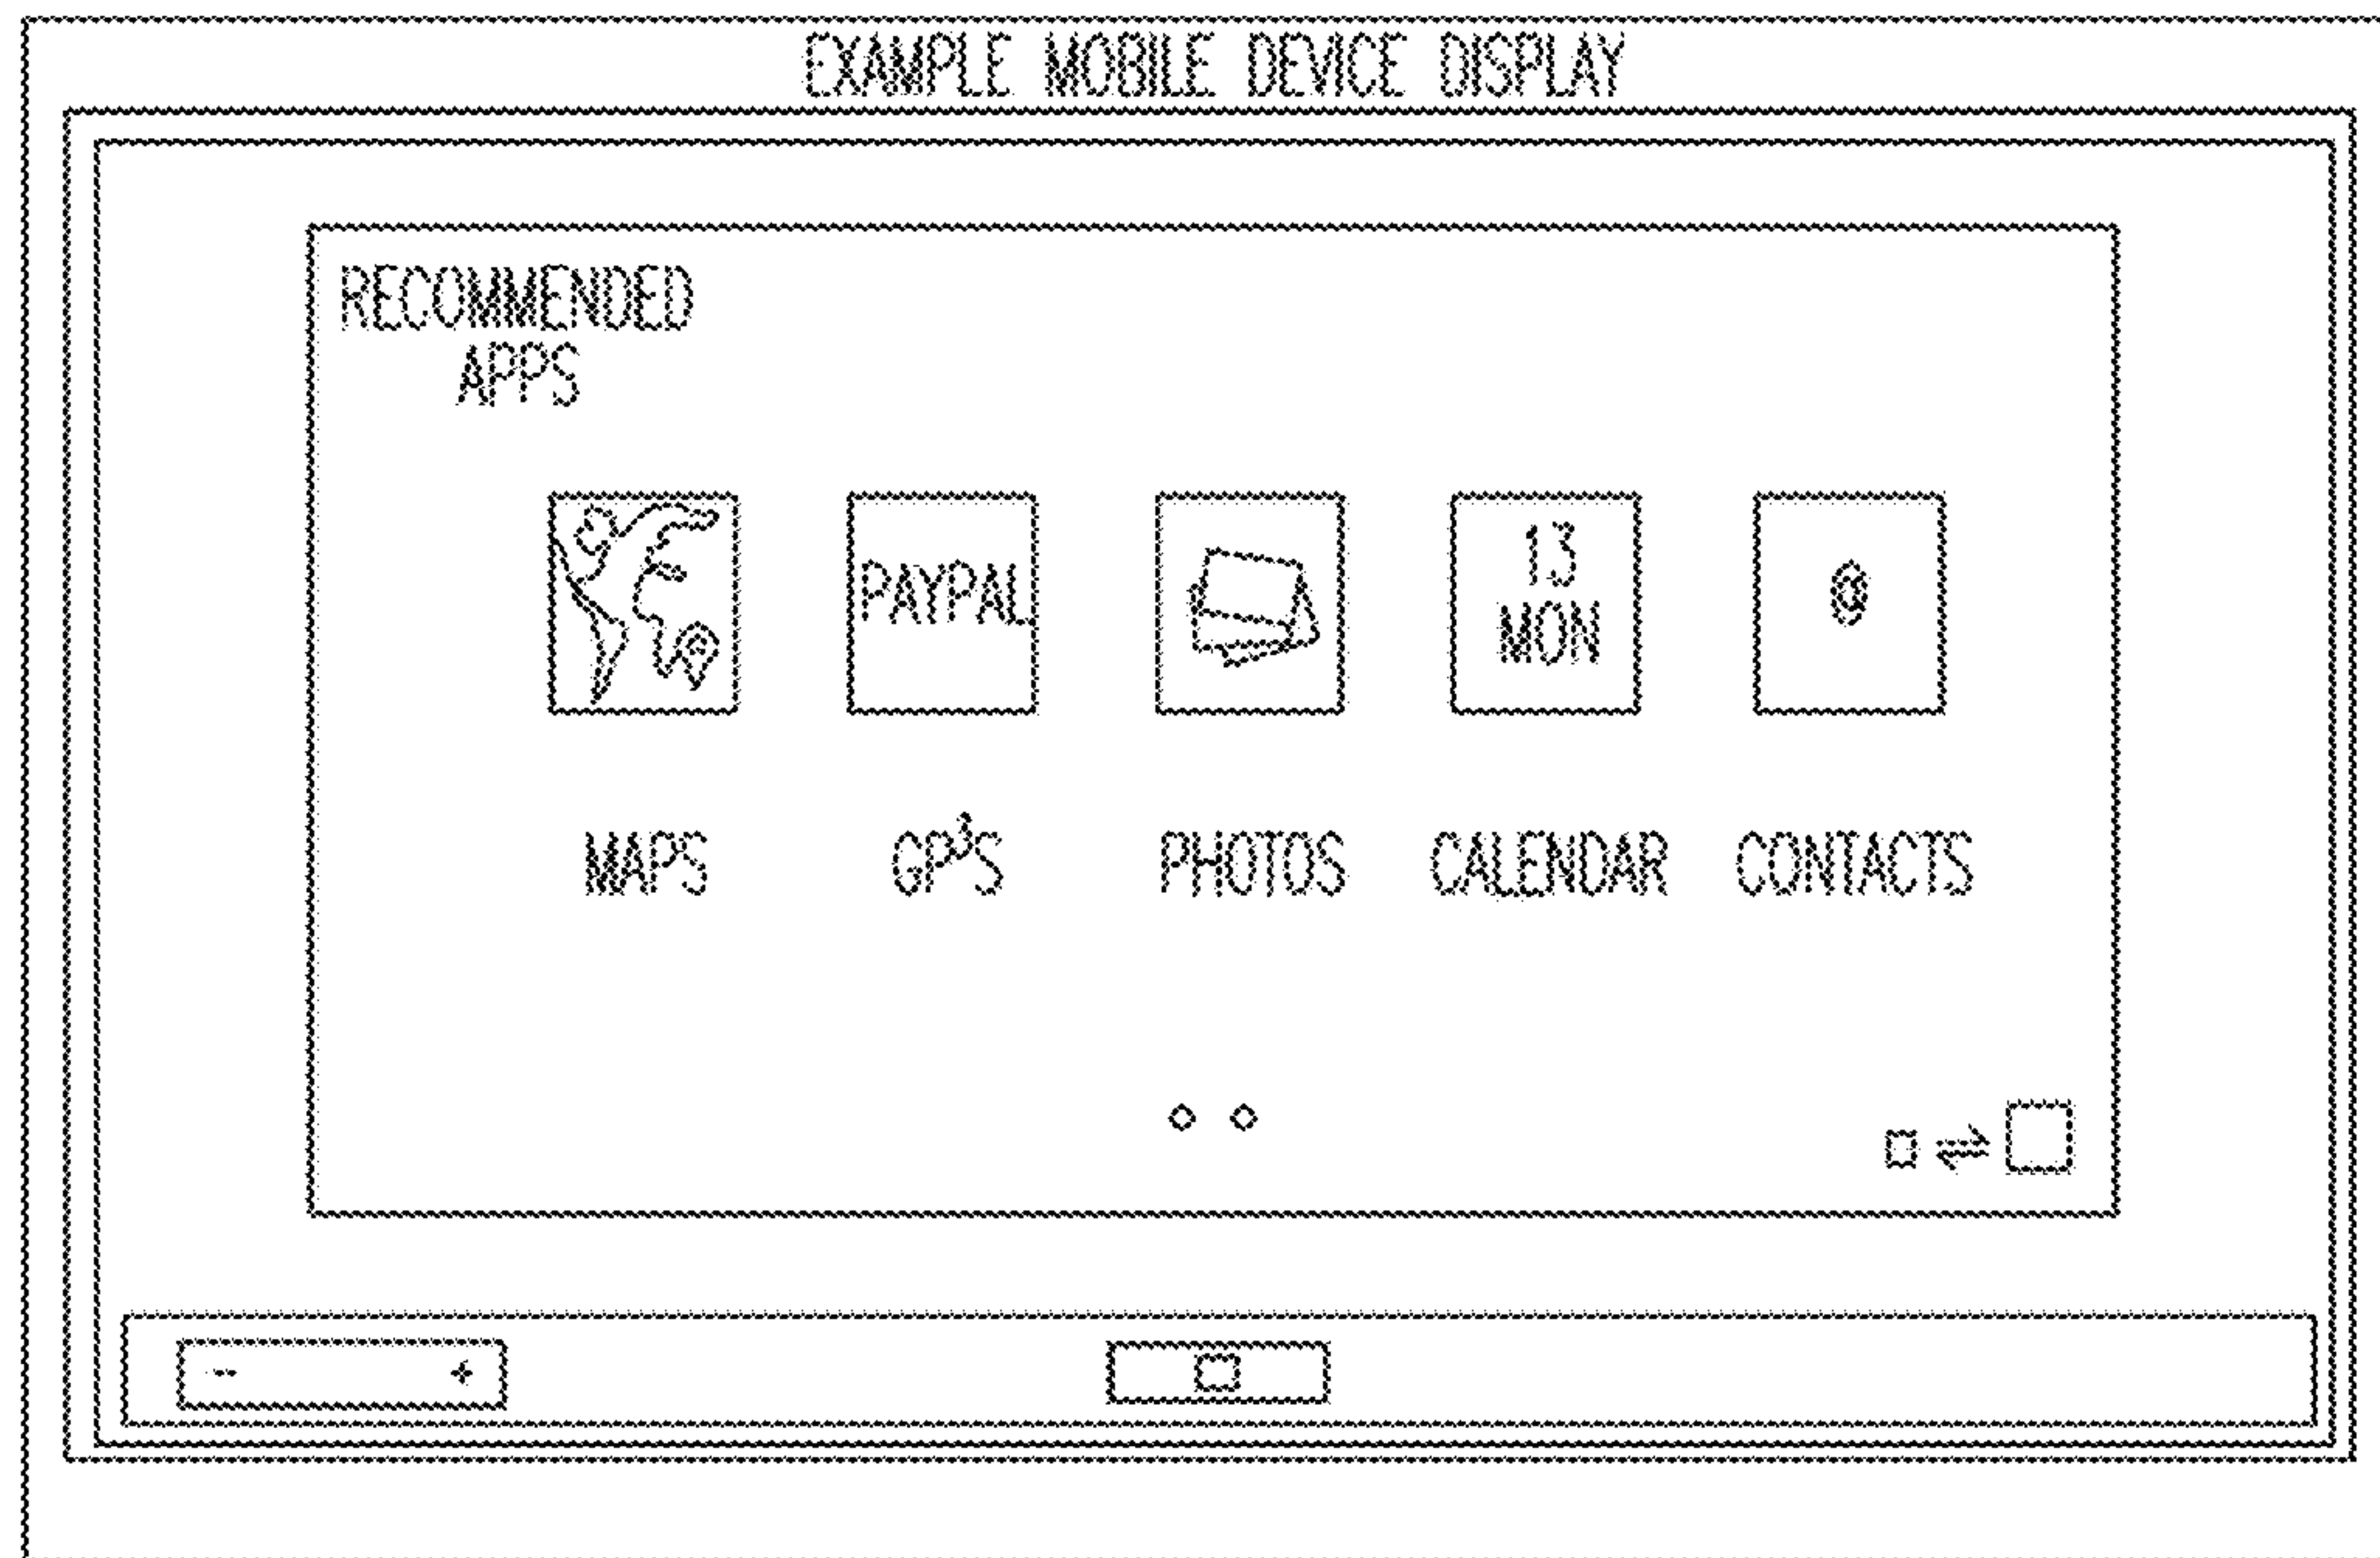 EXAMPLE MOBILE DEVICE DISPLAY
RECOMMENDED
APPS
PAYPAL
13
MON
@
MAPS
GP³S
PHOTOS
CALENDAR
CONTACTS
- +